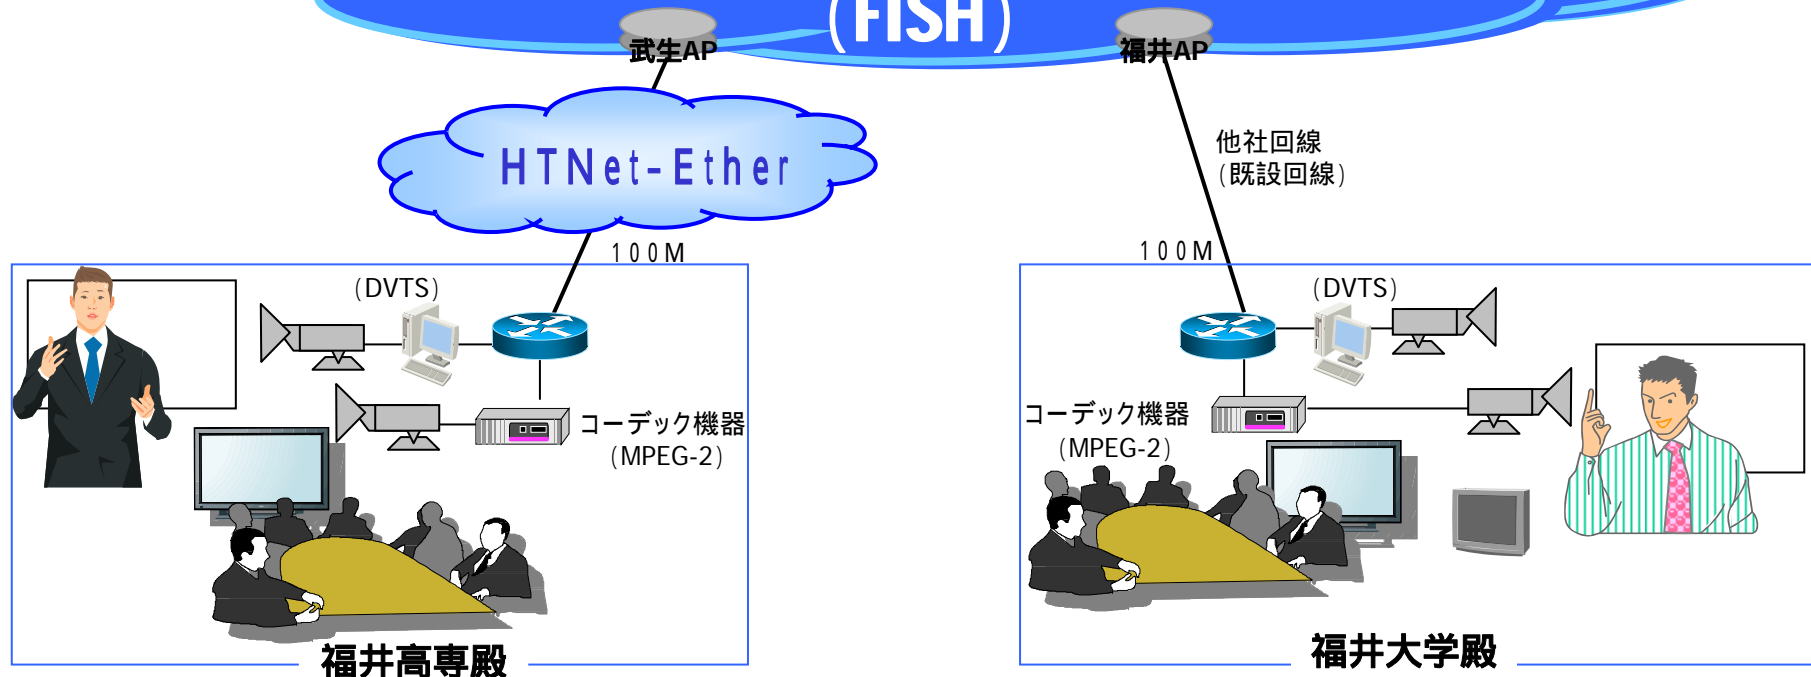 (FISH)
武生AP
福井AP
HTNet-Ether
他社回線
(既設回線)
100M
100M
(DVTS)
(DVTS)
コーデック機器
(MPEG-2)
コーデック機器
(MPEG-2)
福井高専殿
福井大学殿